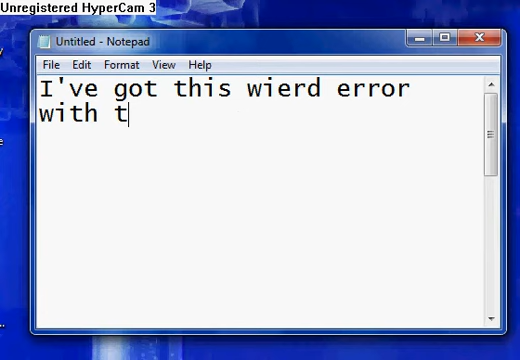 Unregistered HyperCam 3
Untitled - Notepad
File Edit Format View Help
I've got this wierd error
with t